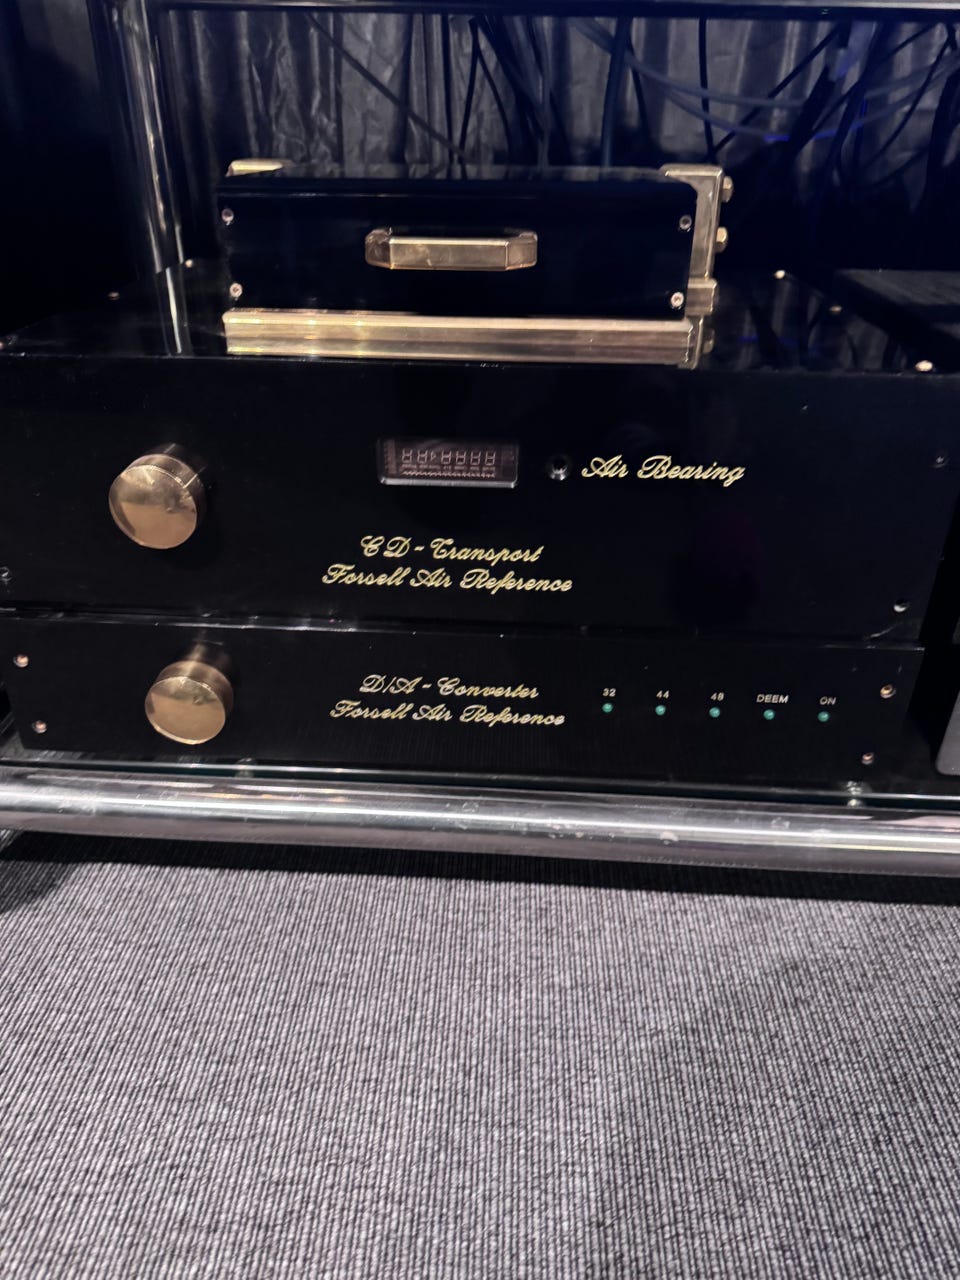 Air Bearing
CD-Transport
Forsell Air Reference
D/A-Converter
Forsell Air Reference
32 44 48 DEEM ON